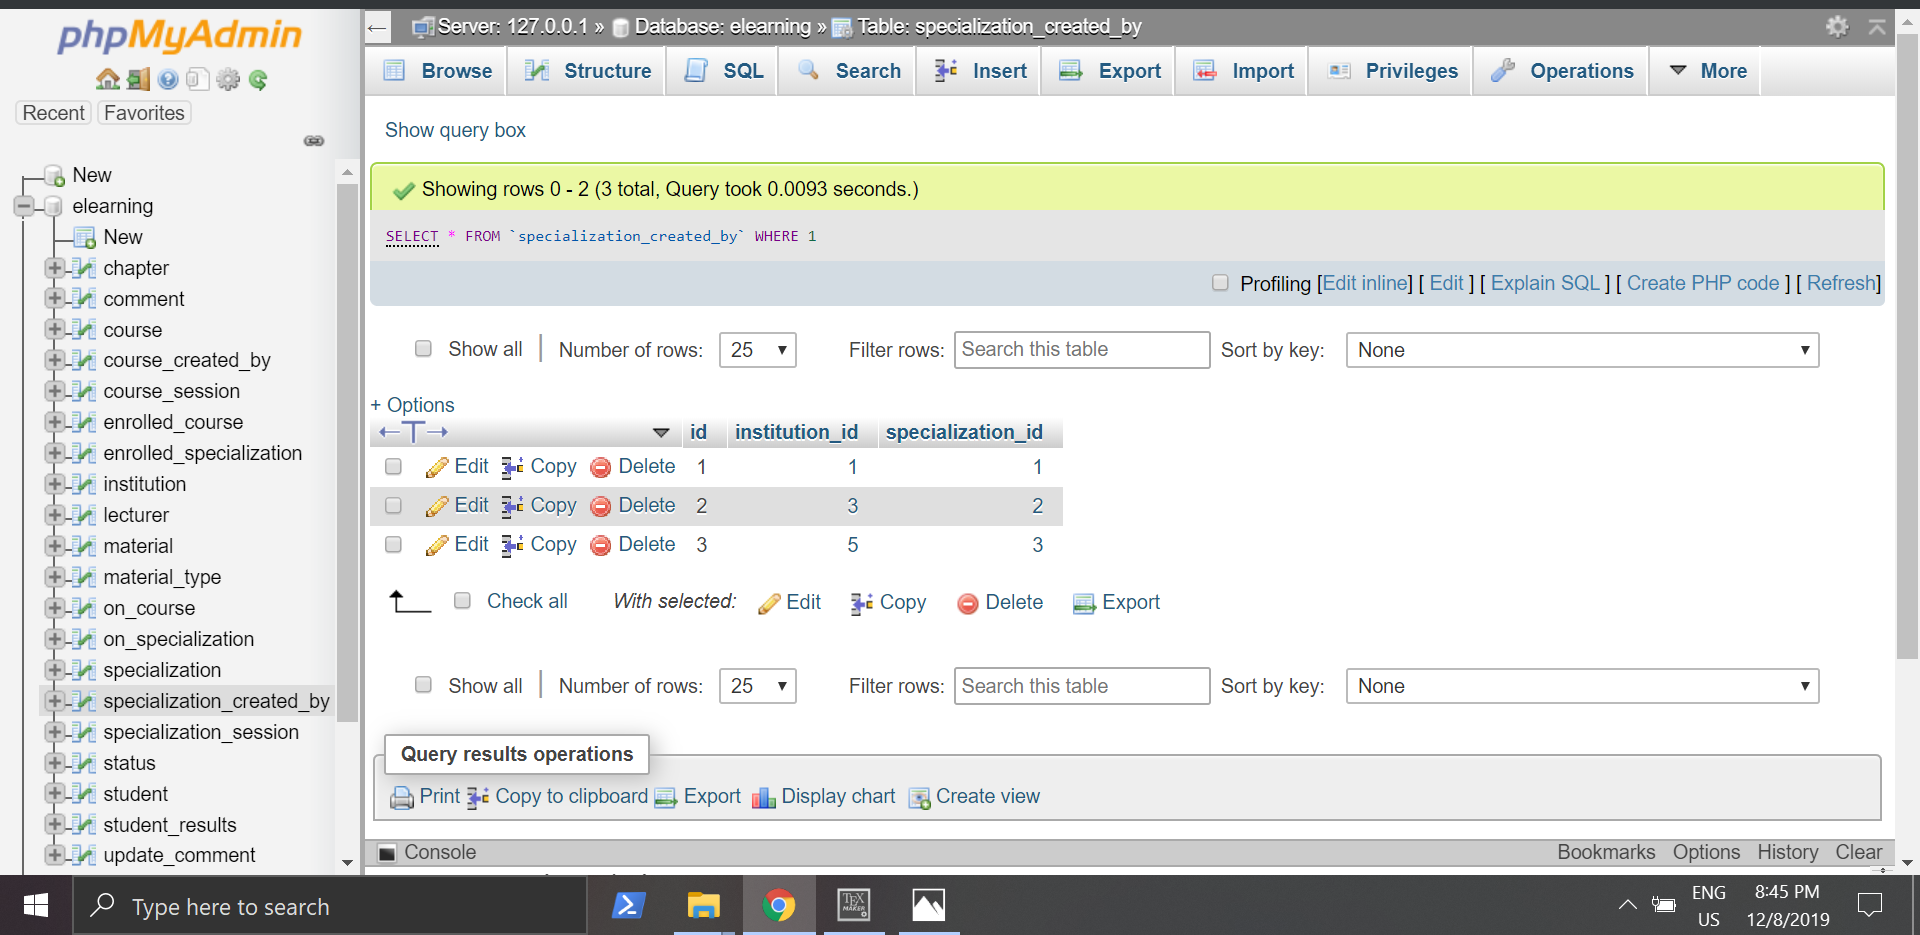 phpMyAdmin
Recent Favorites
New
elearning
New
chapter
comment
course
course_created_by
course_session
enrolled_course
enrolled_specialization
institution
lecturer
material
material_type
on_course
on_specialization
specialization
specialization_created_by
specialization_session
status
student
student_results
update_comment
Server: 127.0.0.1 » Database: elearning » Table: specialization_created_by
Browse Structure SQL Search Insert Export Import Privileges Operations More
Show query box
Showing rows 0 - 2 (3 total, Query took 0.0093 seconds.)
SELECT * FROM `specialization_created_by` WHERE 1
Profiling [Edit inline] [ Edit ] [ Explain SQL ] [ Create PHP code ] [ Refresh]
Show all Number of rows: 25 Filter rows: Search this table Sort by key: None
+ Options
←T→ id institution_id specialization_id
Edit Copy Delete 1 1 1
Edit Copy Delete 2 3 2
Edit Copy Delete 3 5 3
Check all With selected: Edit Copy Delete Export
Show all Number of rows: 25 Filter rows: Search this table Sort by key: None
Query results operations
Print Copy to clipboard Export Display chart Create view
Console Bookmarks Options History Clear
Type here to search
TEX
MAKER
ENG
US
8:45 PM
12/8/2019